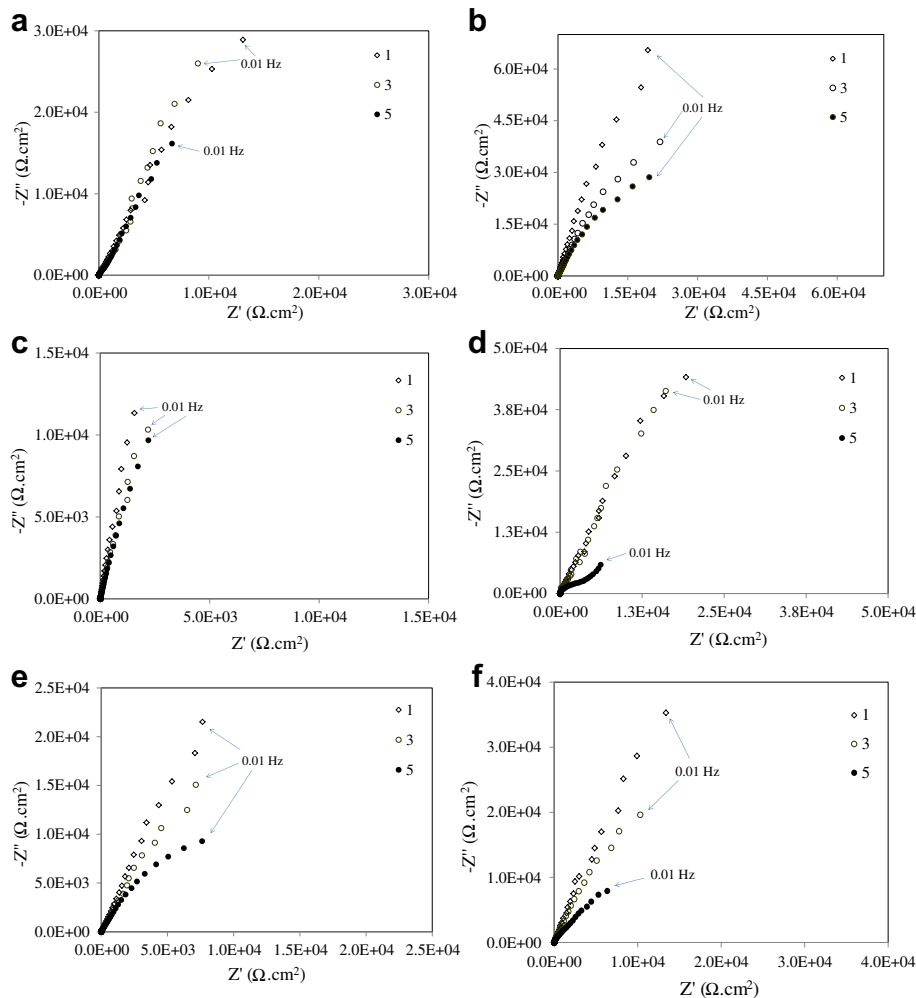 a
3.0E+04
2.0E+04
1.0E+04
0.0E+00
-Z'' (Ω.cm²)
0.01 Hz
0.01 Hz
1
3
5
0.0E+00 1.0E+04 2.0E+04 3.0E+04
Z' (Ω.cm²)
b
6.0E+04
4.5E+04
3.0E+04
1.5E+04
0.0E+00
-Z'' (Ω.cm²)
0.01 Hz
1
3
5
0.0E+00 1.5E+04 3.0E+04 4.5E+04 6.0E+04
Z' (Ω.cm²)
c
1.5E+04
1.0E+04
5.0E+03
0.0E+00
-Z'' (Ω.cm²)
0.01 Hz
1
3
5
0.0E+00 5.0E+03 1.0E+04 1.5E+04
Z' (Ω.cm²)
d
5.0E+04
3.8E+04
2.5E+04
1.3E+04
0.0E+00
-Z'' (Ω.cm²)
0.01 Hz
0.01 Hz
1
3
5
0.0E+00 1.3E+04 2.5E+04 3.8E+04 5.0E+04
Z' (Ω.cm²)
e
2.5E+04
2.0E+04
1.5E+04
1.0E+04
5.0E+03
0.0E+00
-Z'' (Ω.cm²)
0.01 Hz
1
3
5
0.0E+00 5.0E+03 1.0E+04 1.5E+04 2.0E+04 2.5E+04
Z' (Ω.cm²)
f
4.0E+04
3.0E+04
2.0E+04
1.0E+04
0.0E+00
-Z'' (Ω.cm²)
0.01 Hz
0.01 Hz
1
3
5
0.0E+00 1.0E+04 2.0E+04 3.0E+04 4.0E+04
Z' (Ω.cm²)